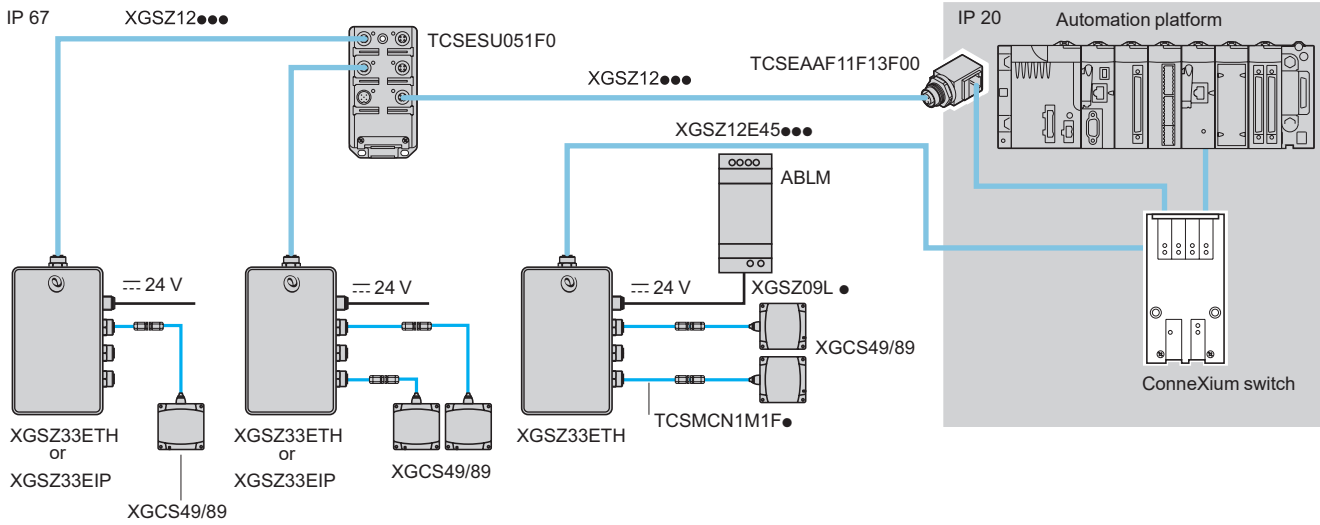 IP 67
XGSZ12●●●
TCSESU051F0
XGSZ12●●●
TCSEAAF11F13F00
IP 20
Automation platform
XGSZ12E45●●●
ABLM
24 V
24 V
24 V
XGSZ09L ●
XGCS49/89
TCSMCN1M1F●
ConneXium switch
XGSZ33ETH
or
XGSZ33EIP
XGCS49/89
XGSZ33ETH
or
XGSZ33EIP
XGCS49/89
XGSZ33ETH